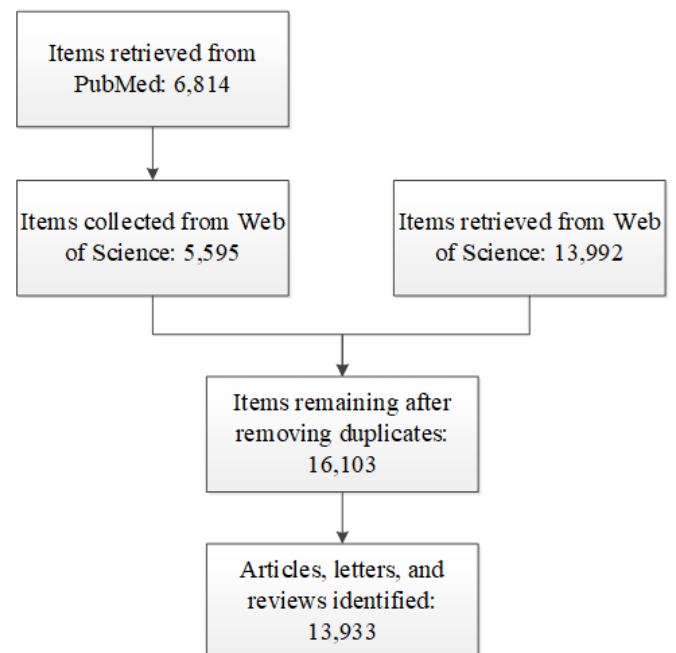 Items retrieved from
PubMed: 6,814
Items collected from Web
of Science: 5,595
Items retrieved from Web
of Science: 13,992
Items remaining after
removing duplicates:
16,103
Articles, letters, and
reviews identified:
13,933